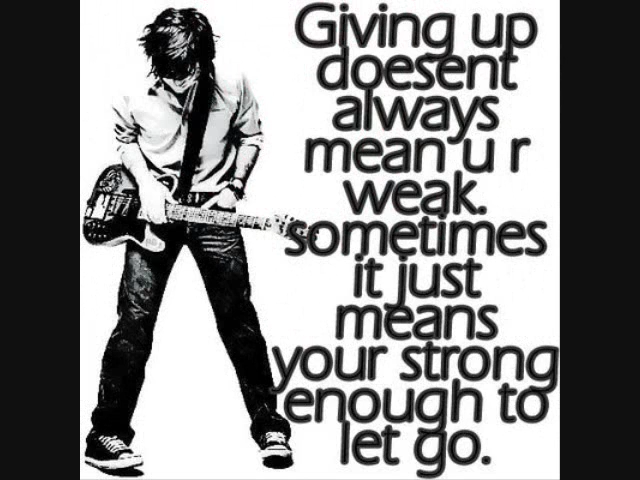 Giving up
doesent
always
mean u r
weak.
sometimes
it just
means
your strong
enough to
let go.